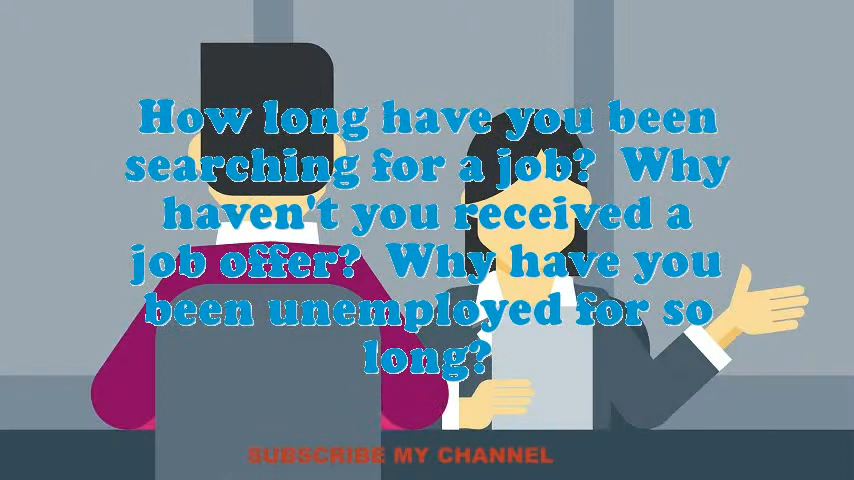 How long have you been
searching for a job?  Why
haven't you received a
job offer?  Why have you
been unemployed for so
long?
SUBSCRIBE MY CHANNEL